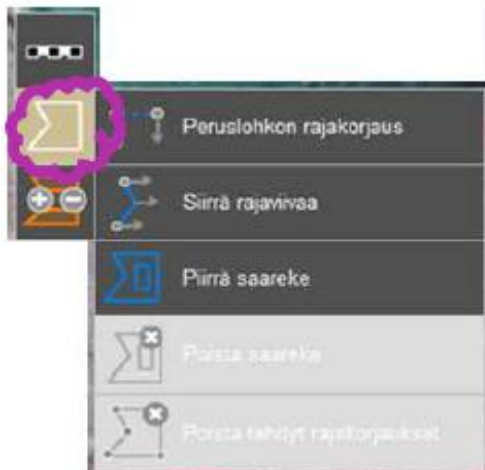 Peruslohkon rajakorjaus
Siirrä rajaviivaa
Piirrä saareke
Poista saareke
Poista tehdyt rajakorjaukset